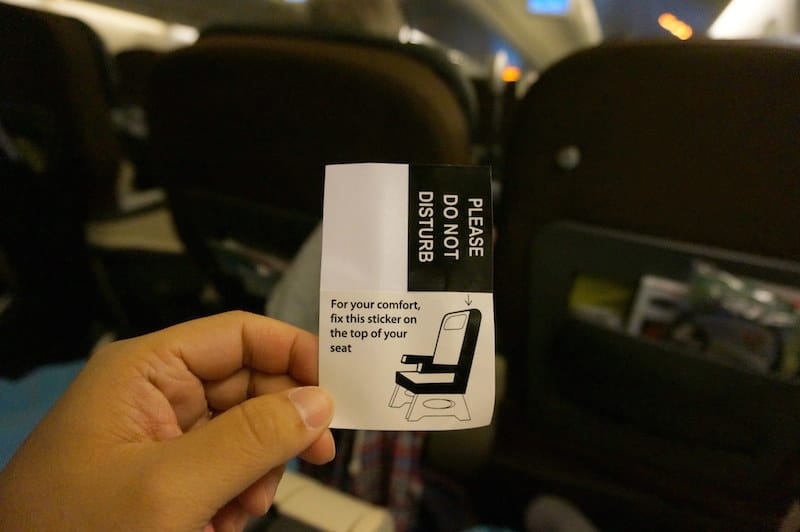 PLEASE
DO NOT
DISTURB
For your comfort,
fix this sticker on
the top of your
seat